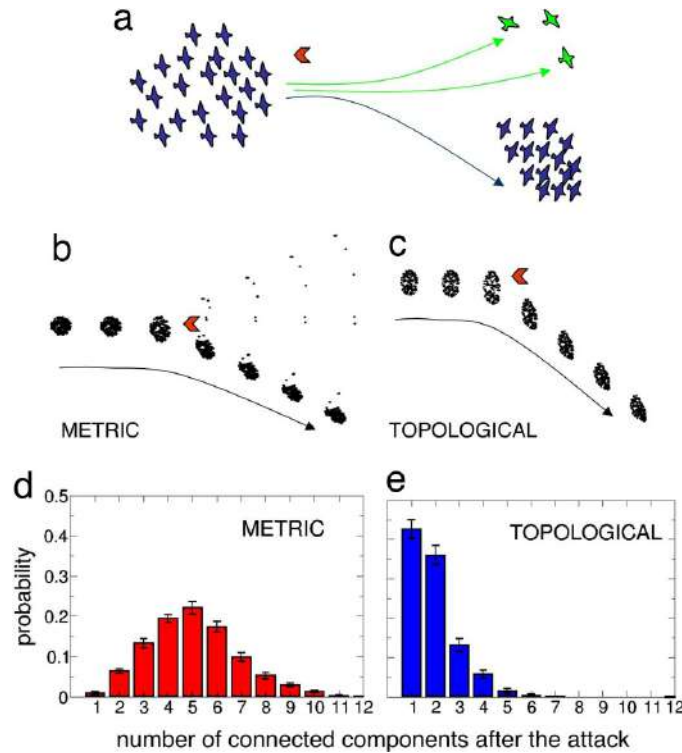 a
b
c
METRIC
TOPOLOGICAL
d
e
0.5
0.4
0.3
0.2
0.1
0
probability
METRIC
TOPOLOGICAL
1 2 3 4 5 6 7 8 9 10 11 12
1 2 3 4 5 6 7 8 9 10 11 12
number of connected components after the attack